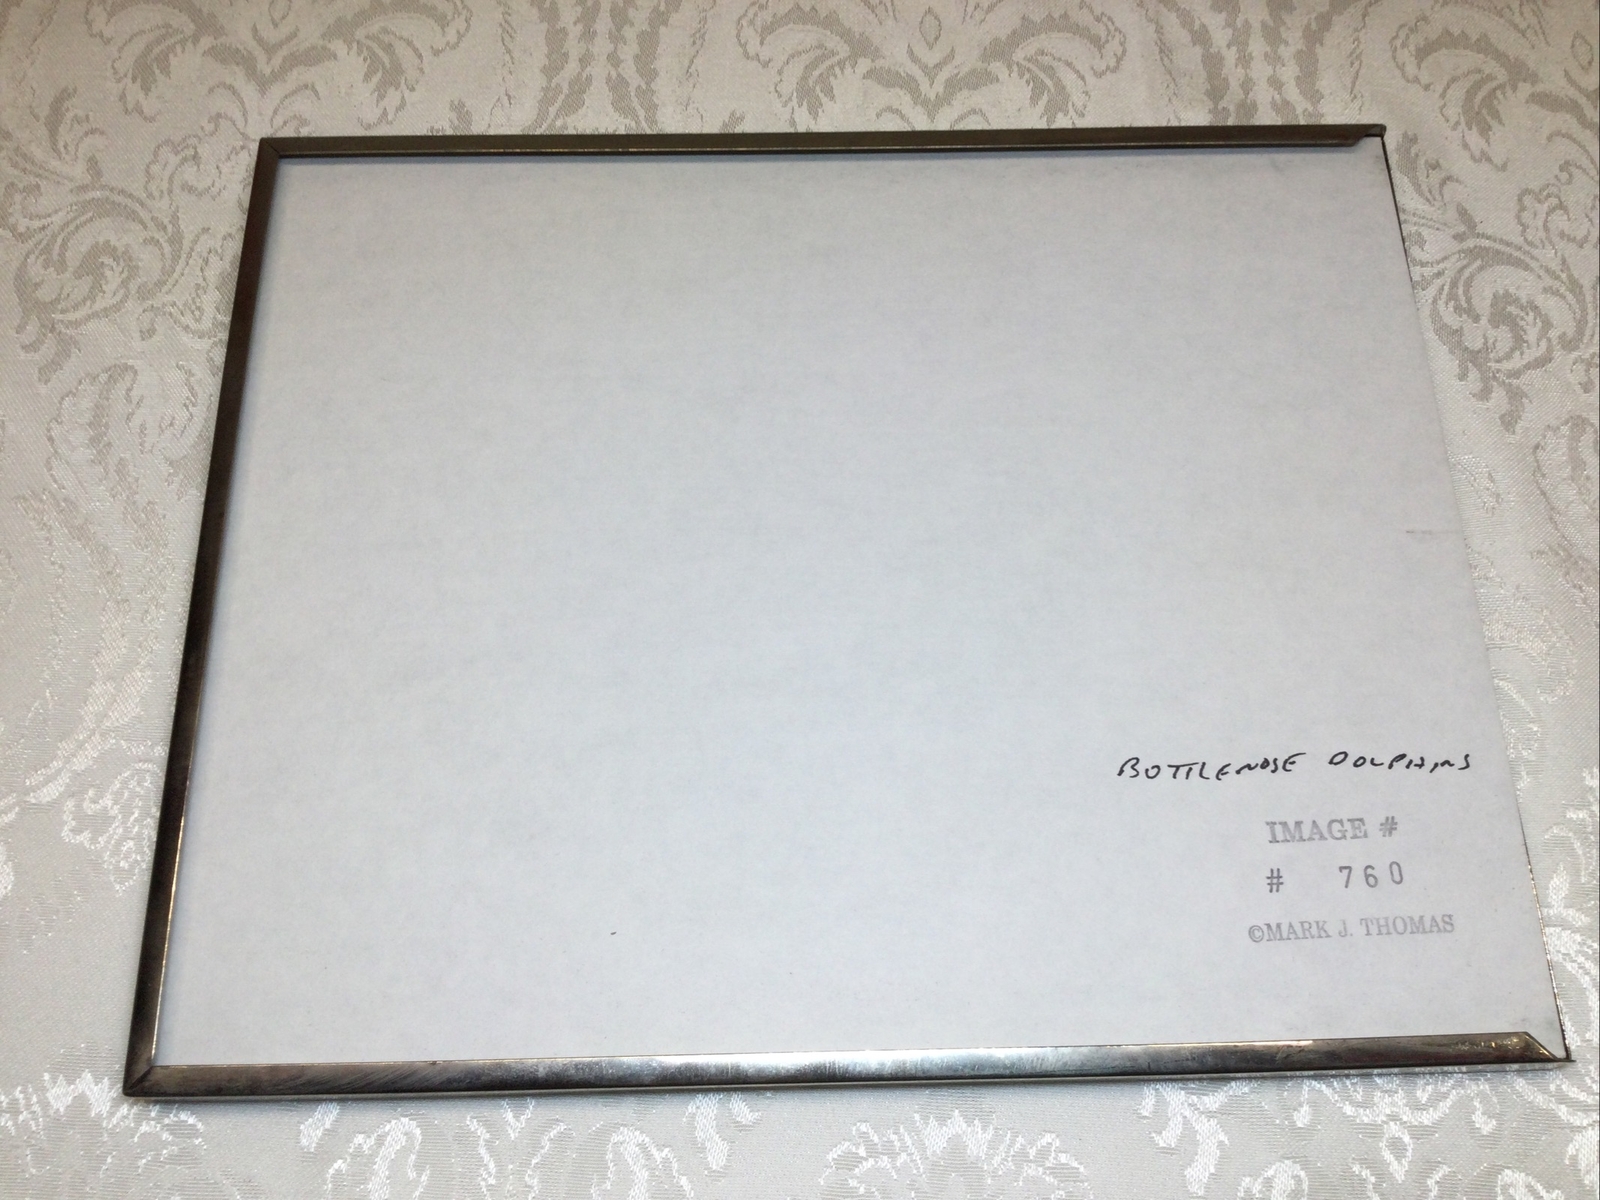 BOTTLENOSE DOLPHINS
IMAGE #
# 760
©MARK J. THOMAS